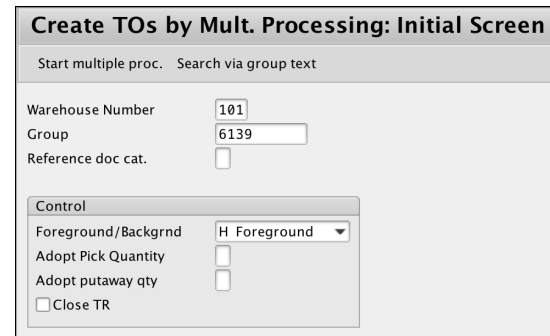 Create TOs by Mult. Processing: Initial Screen
Start multiple proc. Search via group text
Warehouse Number 101
Group 6139
Reference doc cat.
Control
Foreground/Backgrnd H Foreground
Adopt Pick Quantity
Adopt putaway qty
Close TR